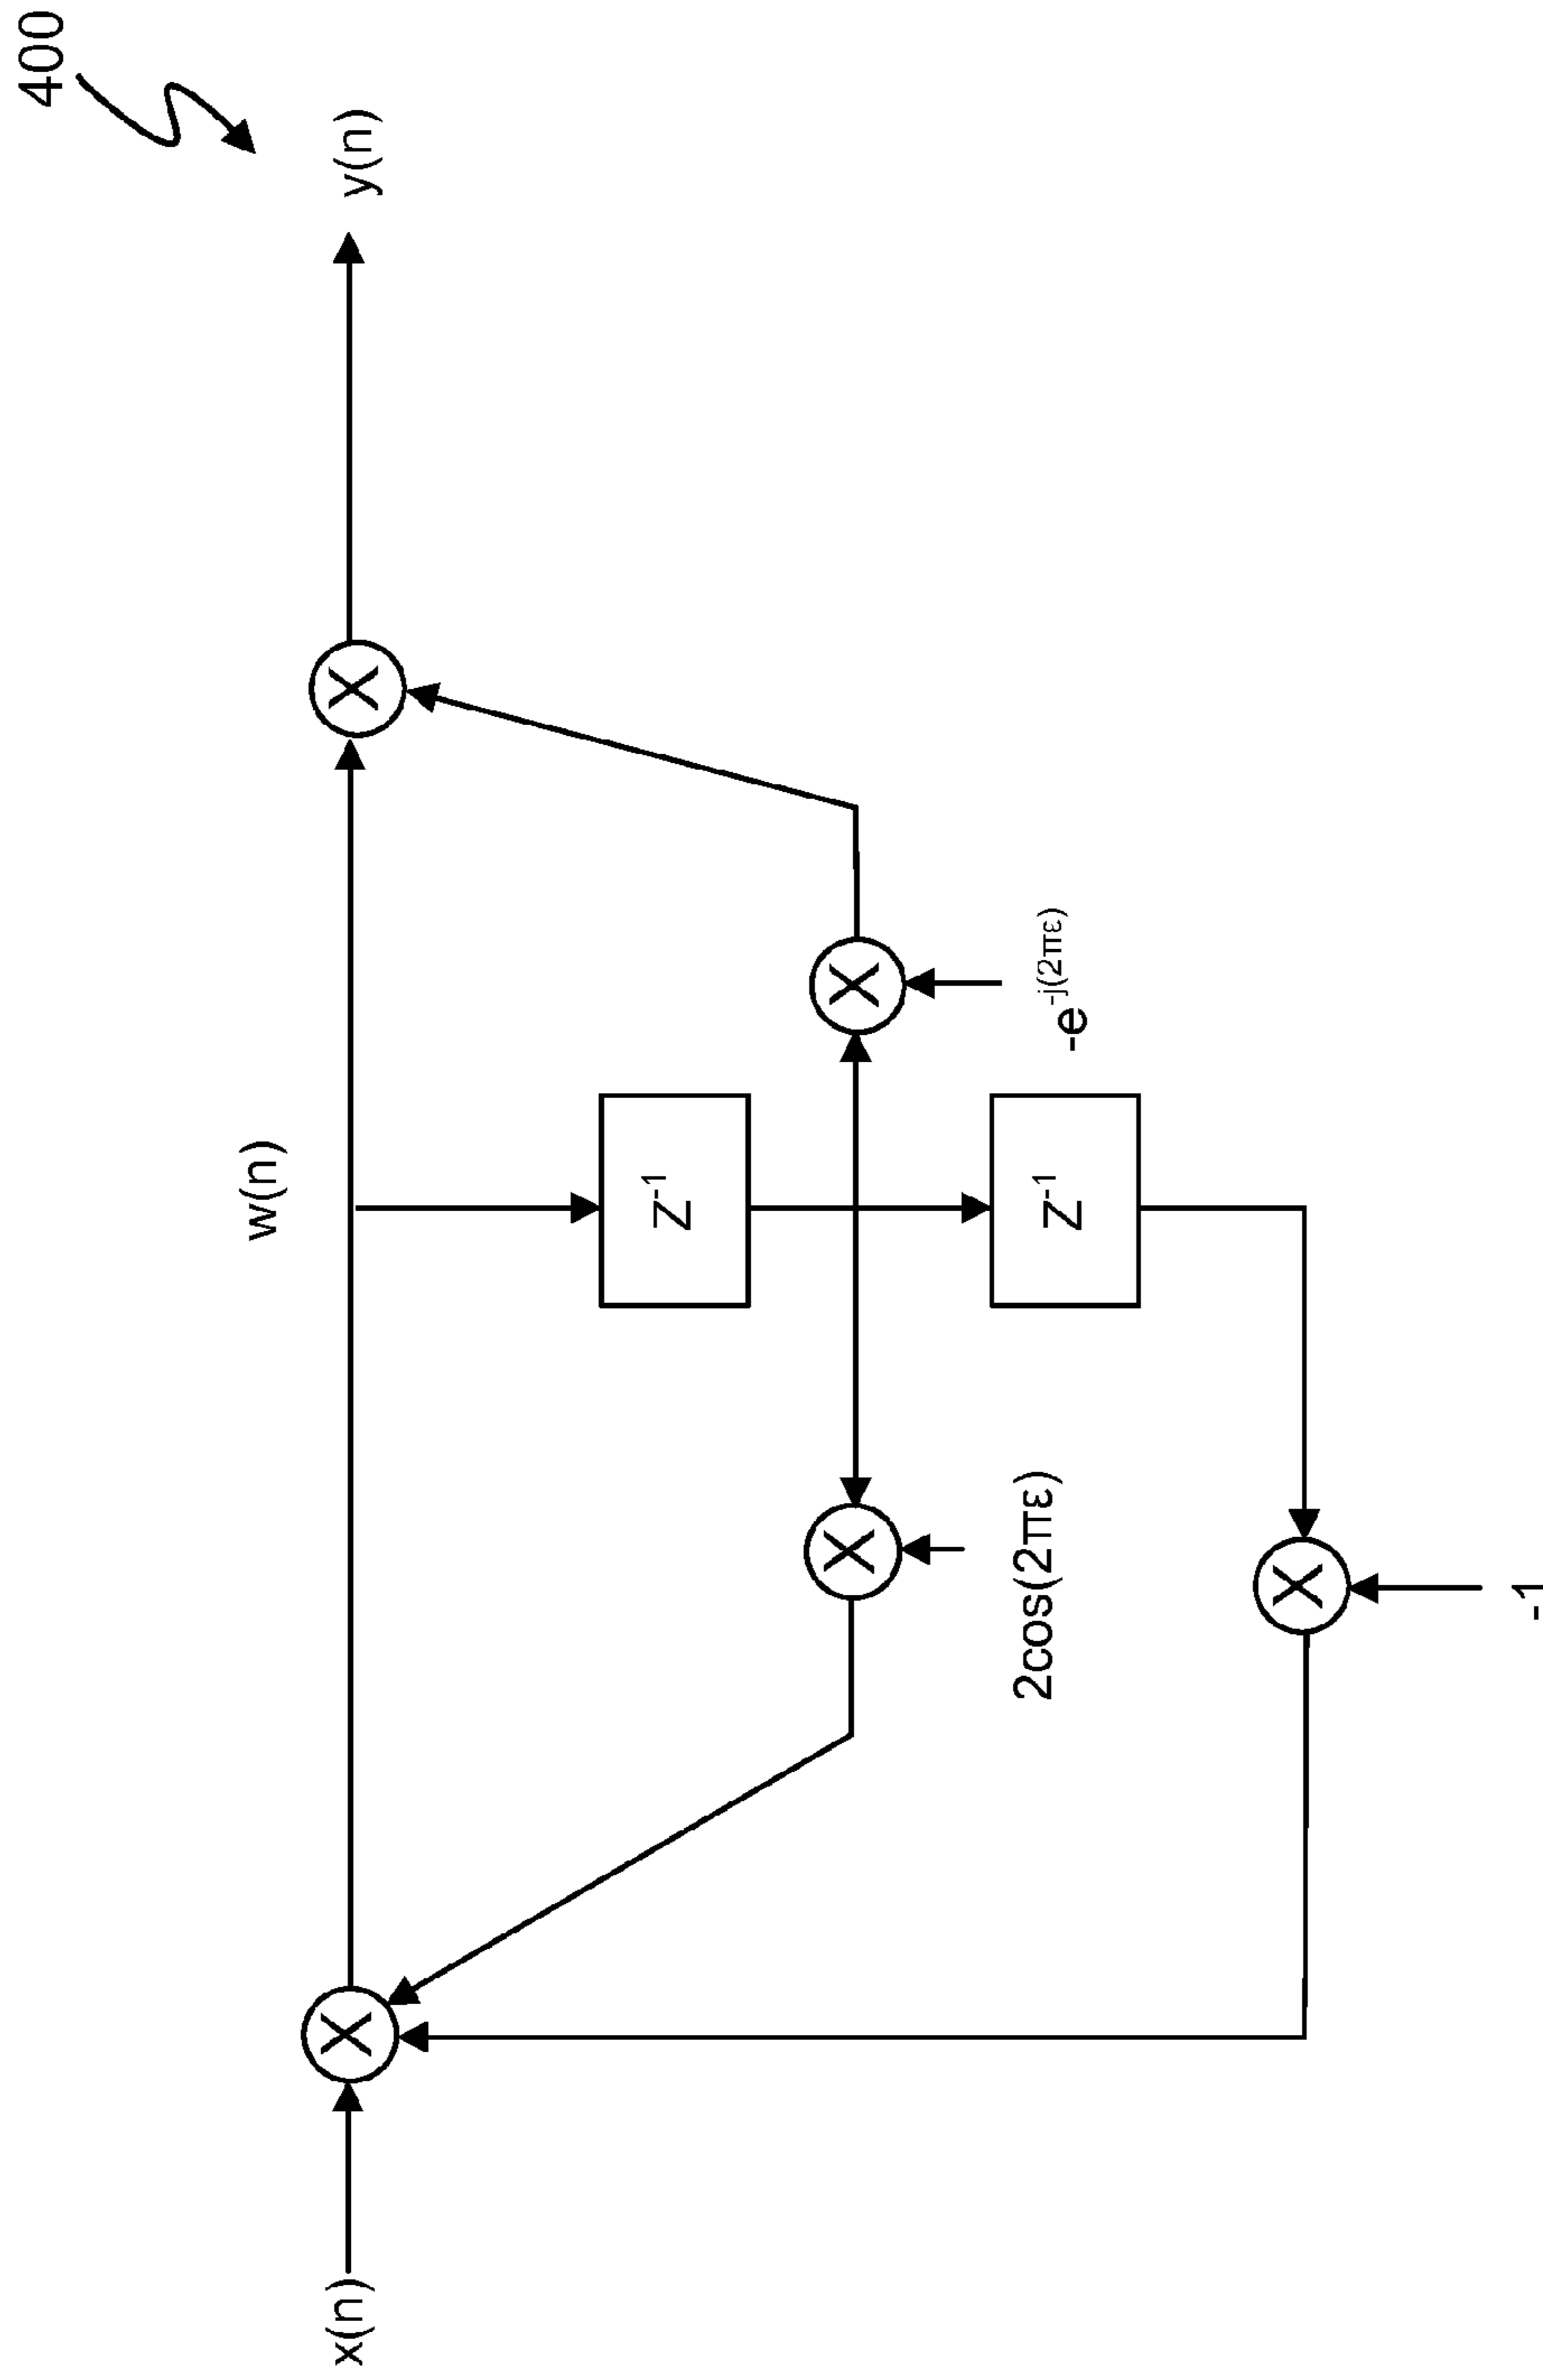 400
w(n)
y(n)
x(n)
X
X
Z⁻¹
X
X
2cos(2πε)
-e^-j(2πε)
Z⁻¹
X
-1